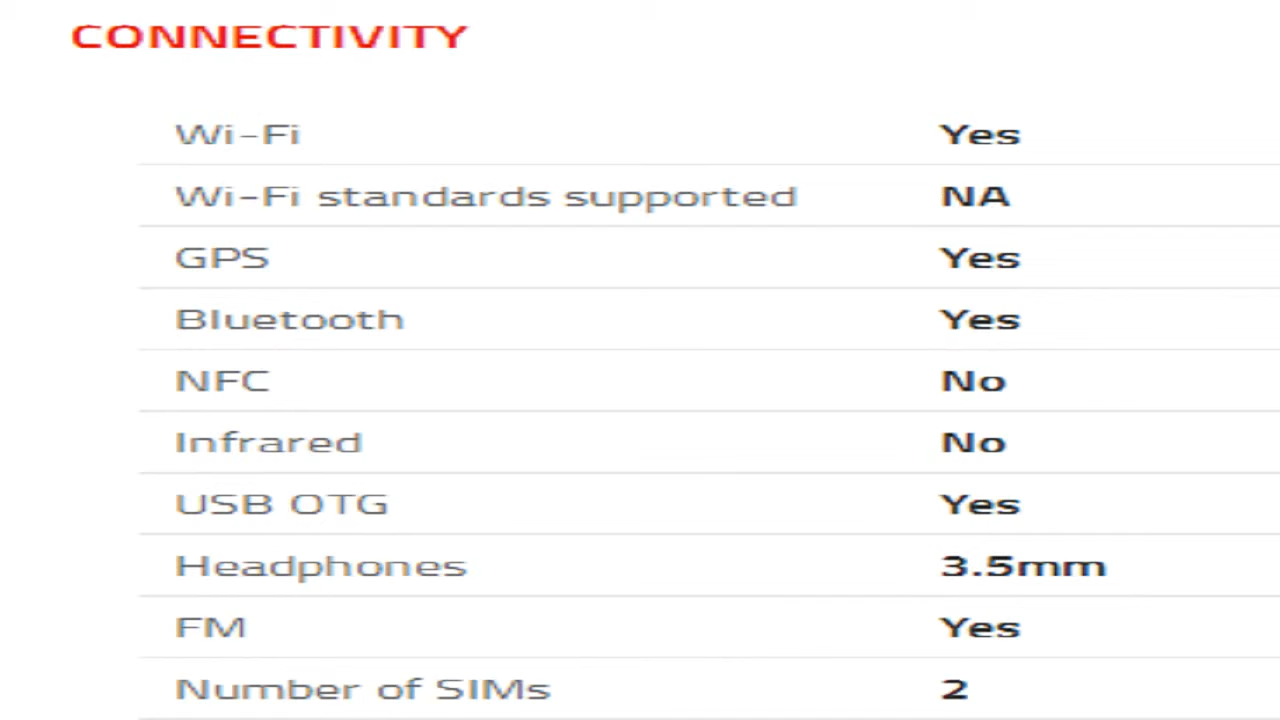 CONNECTIVITY
Wi-Fi Yes
Wi-Fi standards supported NA
GPS Yes
Bluetooth Yes
NFC No
Infrared No
USB OTG Yes
Headphones 3.5mm
FM Yes
Number of SIMs 2